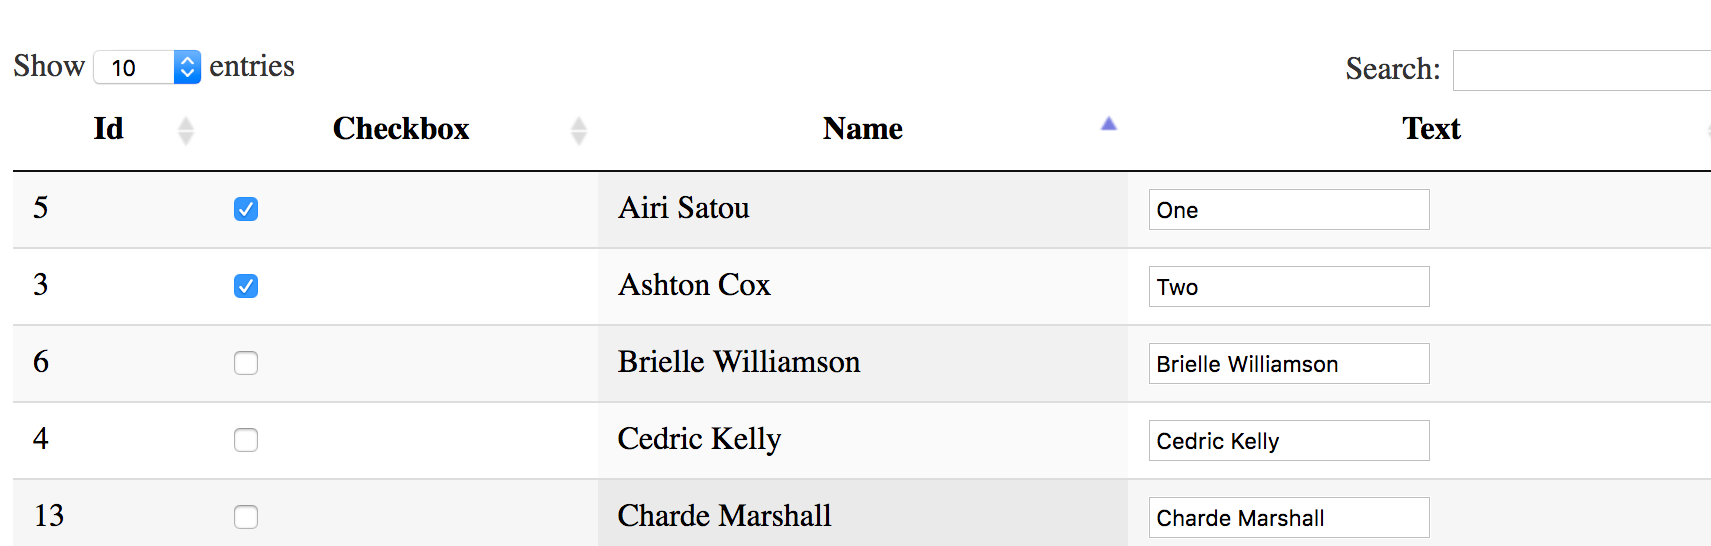 Show 10 entries Search:
Id Checkbox Name Text
5 Airi Satou One
3 Ashton Cox Two
6 Brielle Williamson Brielle Williamson
4 Cedric Kelly Cedric Kelly
13 Charde Marshall Charde Marshall